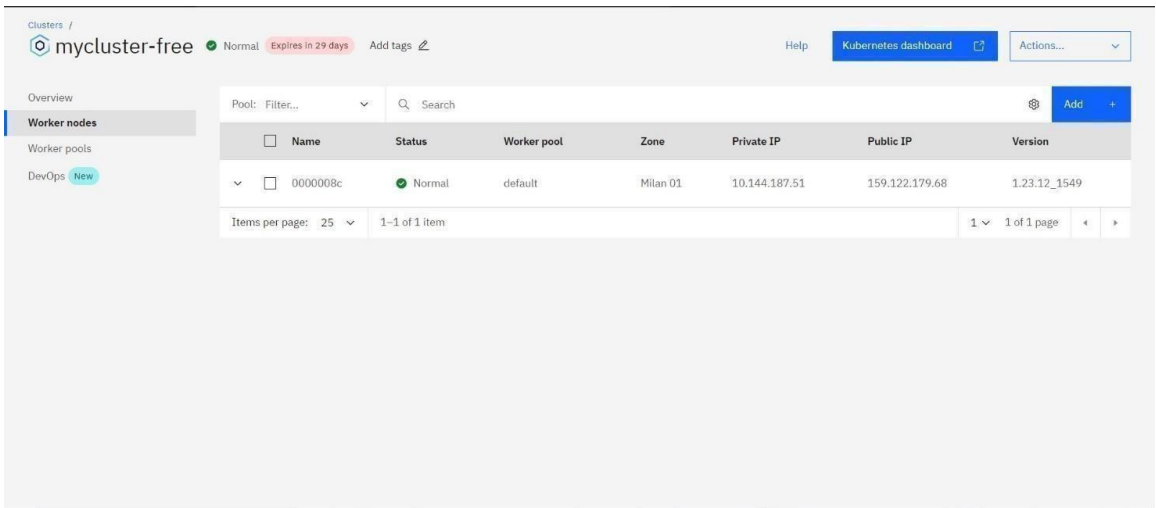 Clusters /
mycluster-free Normal Expires in 29 days Add tags Help Kubernetes dashboard Actions...
Overview
Worker nodes
Worker pools
DevOps New
Pool: Filter... Search Add +
Name Status Worker pool Zone Private IP Public IP Version
0000008c Normal default Milan 01 10.144.187.51 159.122.179.68 1.23.12_1549
Items per page: 25 1–1 of 1 item 1 1 of 1 page